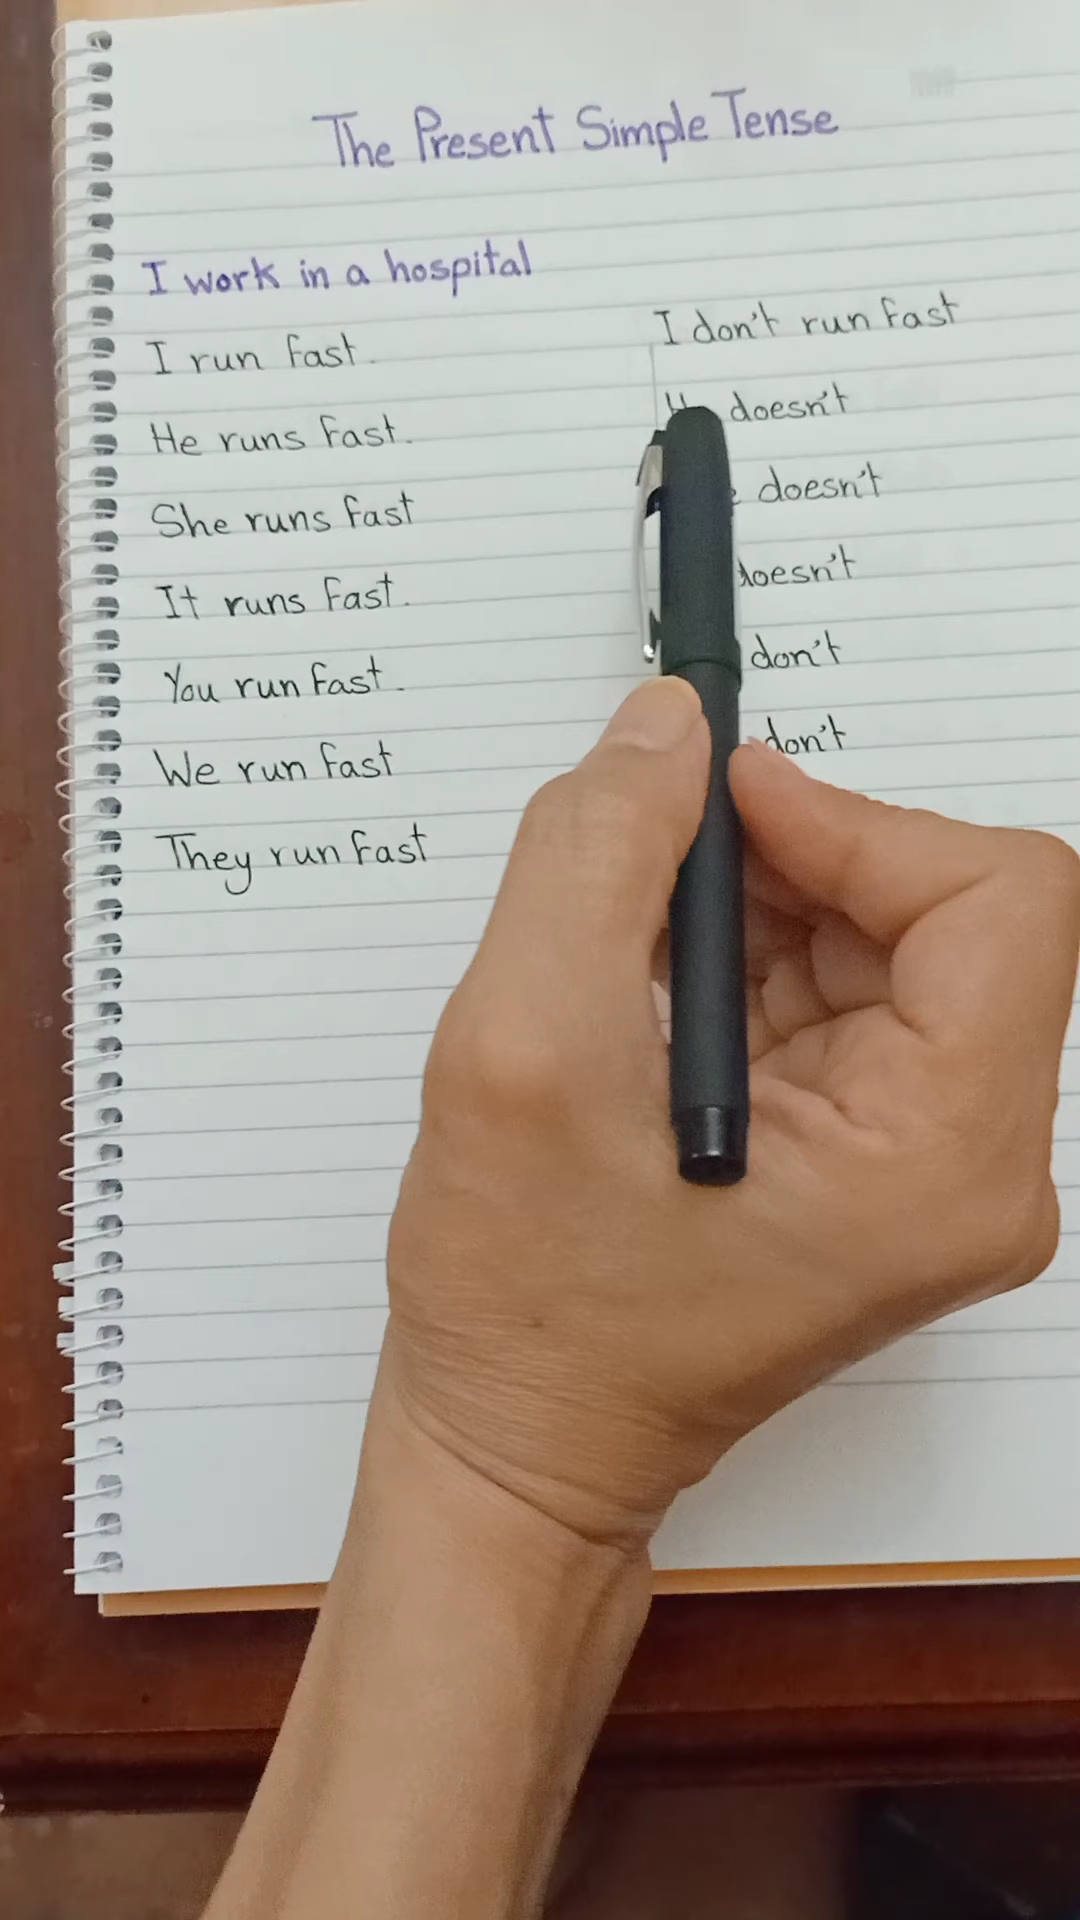 The Present Simple Tense
I work in a hospital
I run fast.
He runs fast.
She runs fast
It runs fast.
You run fast.
We run fast
They run fast
I don't run fast
doesn't
doesn't
doesn't
don't
don't